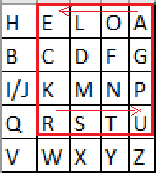 H E L O A
B C D F G
I/J K M N P
Q R S T U
V W X Y Z